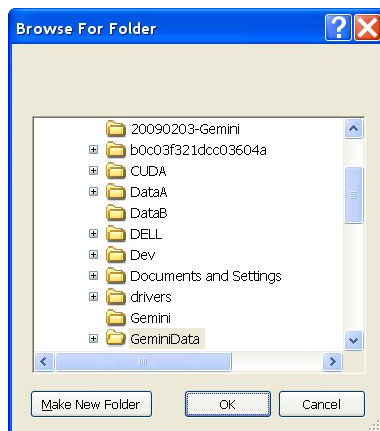 Browse For Folder
20090203-Gemini
b0c03f321dcc03604a
CUDA
DataA
DataB
DELL
Dev
Documents and Settings
drivers
Gemini
GeminiData
Make New Folder OK Cancel